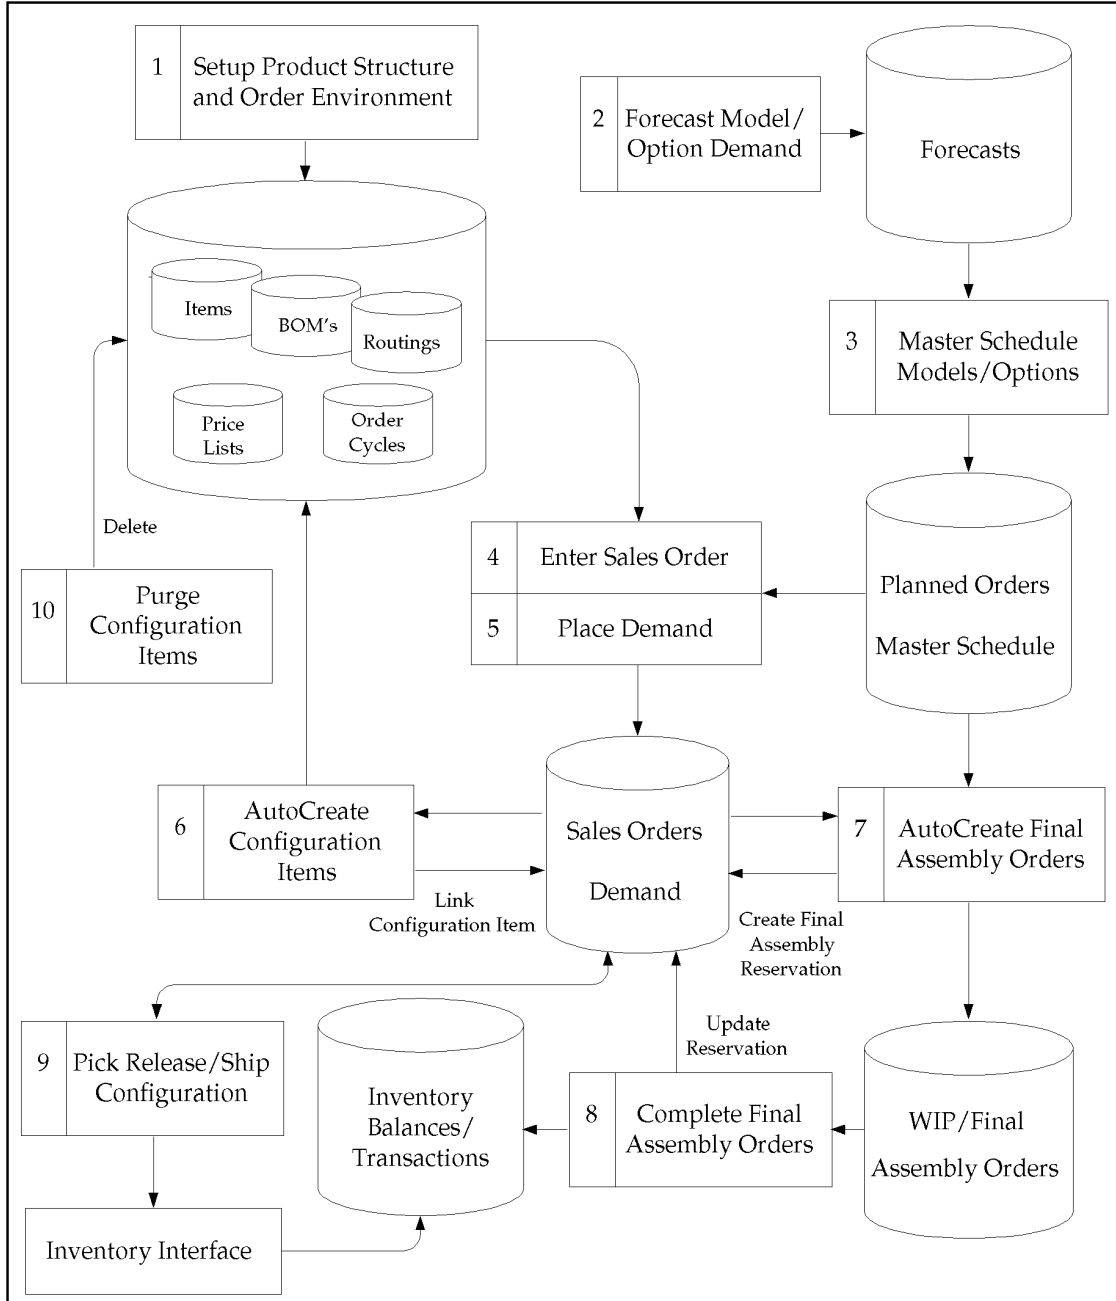 1
Setup Product Structure
and Order Environment
2
Forecast Model/
Option Demand
Forecasts
Items
BOM's
Routings
Price
Lists
Order
Cycles
3
Master Schedule
Models/Options
Delete
10
Purge
Configuration
Items
4
Enter Sales Order
5
Place Demand
Planned Orders
Master Schedule
6
AutoCreate
Configuration
Items
Link
Configuration Item
Sales Orders
Demand
7
AutoCreate Final
Assembly Orders
Create Final
Assembly
Reservation
9
Pick Release/Ship
Configuration
Inventory
Balances/
Transactions
Update
Reservation
8
Complete Final
Assembly Orders
WIP/Final
Assembly Orders
Inventory Interface